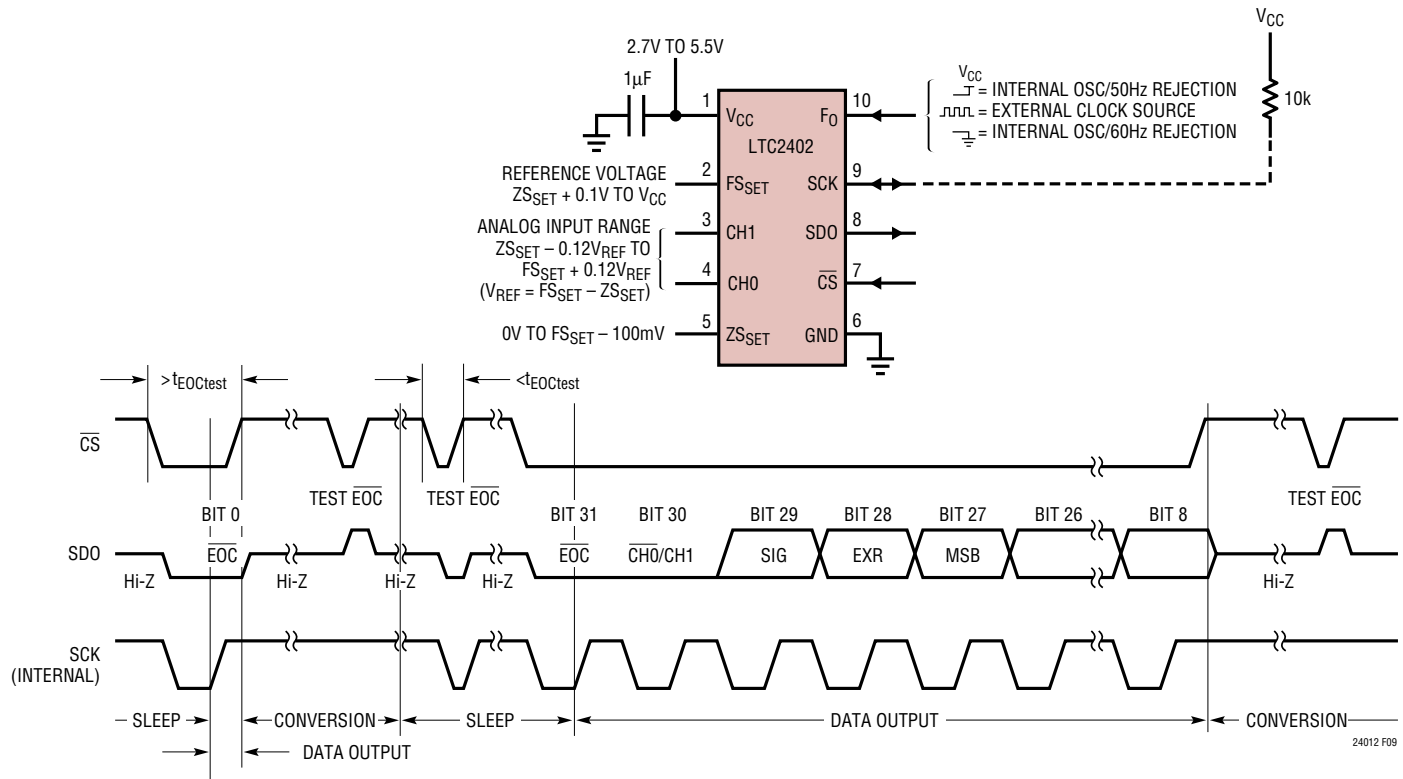 VCC
2.7V TO 5.5V
1µF
10k
VCC
= INTERNAL OSC/50Hz REJECTION
= EXTERNAL CLOCK SOURCE
= INTERNAL OSC/60Hz REJECTION
1 VCC FO 10
LTC2402
REFERENCE VOLTAGE
ZSSET + 0.1V TO VCC
2 FSSET SCK 9
ANALOG INPUT RANGE
ZSSET – 0.12VREF TO
FSSET + 0.12VREF
(VREF = FSSET – ZSSET)
3 CH1 SDO 8
4 CH0 CS 7
0V TO FSSET – 100mV
5 ZSSET GND 6
>tEOCtest <tEOCtest
CS
TEST EOC TEST EOC TEST EOC
BIT 0 BIT 31 BIT 30 BIT 29 BIT 28 BIT 27 BIT 26 BIT 8
SDO EOC EOC CH0/CH1 SIG EXR MSB
Hi-Z Hi-Z Hi-Z Hi-Z Hi-Z
SCK
(INTERNAL)
SLEEP CONVERSION SLEEP DATA OUTPUT CONVERSION
DATA OUTPUT
24012 F09